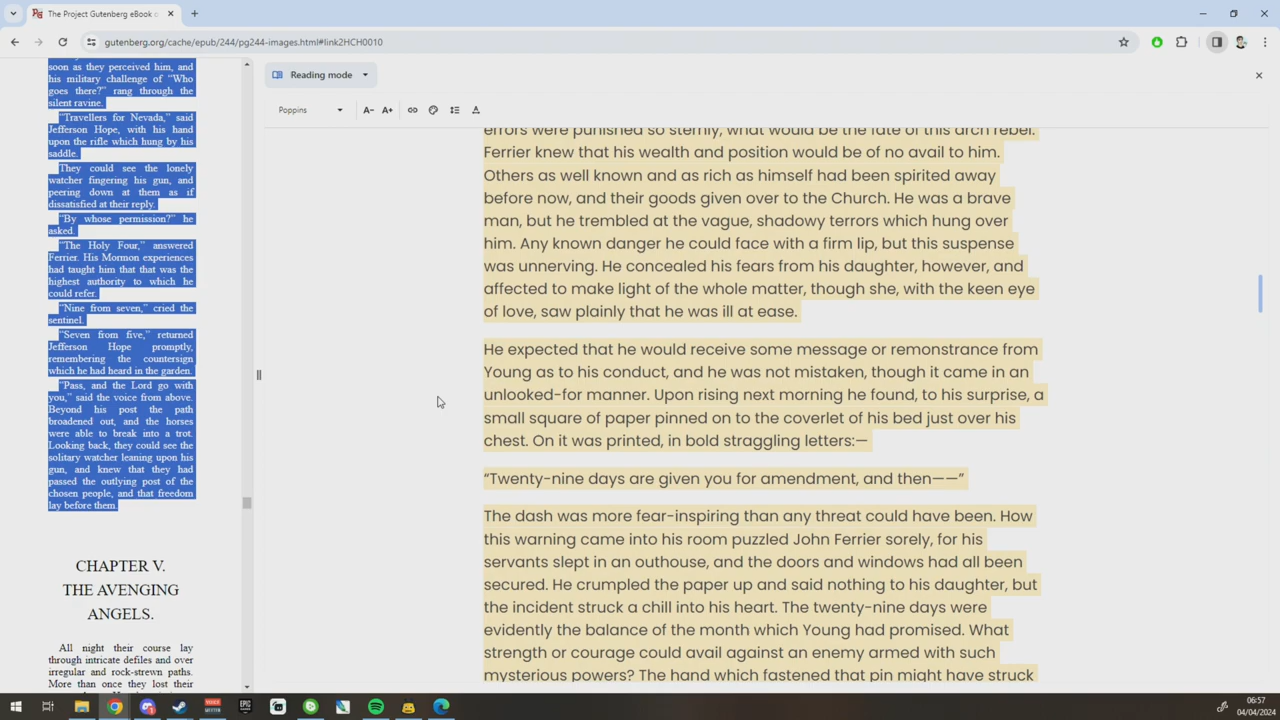 The Project Gutenberg eBook o
gutenberg.org/cache/epub/244/pg244-images.html#link2HCH0010
soon as they perceived him, and
his military challenge of “Who
goes there?” rang through the
silent ravine.
“Travellers for Nevada,” said
Jefferson Hope, with his hand
upon the rifle which hung by his
saddle.
They could see the lonely
watcher fingering his gun, and
peering down at them as if
dissatisfied at their reply.
“By whose permission?” he
asked.
“The Holy Four,” answered
Ferrier. His Mormon experiences
had taught him that that was the
highest authority to which he
could refer.
“Nine from seven,” cried the
sentinel.
“Seven from five,” returned
Jefferson Hope promptly,
remembering the countersign
which he had heard in the garden.
“Pass, and the Lord go with
you,” said the voice from above.
Beyond his post the path
broadened out, and the horses
were able to break into a trot.
Looking back, they could see the
solitary watcher leaning upon his
gun, and knew that they had
passed the outlying post of the
chosen people, and that freedom
lay before them.
CHAPTER V.
THE AVENGING
ANGELS.
All night their course lay
through intricate defiles and over
irregular and rock-strewn paths.
More than once they lost their
Reading mode
Poppins
A- A+
errors were punished so sternly, what would be the fate of this arch rebel.
Ferrier knew that his wealth and position would be of no avail to him.
Others as well known and as rich as himself had been spirited away
before now, and their goods given over to the Church. He was a brave
man, but he trembled at the vague, shadowy terrors which hung over
him. Any known danger he could face with a firm lip, but this suspense
was unnerving. He concealed his fears from his daughter, however, and
affected to make light of the whole matter, though she, with the keen eye
of love, saw plainly that he was ill at ease.
He expected that he would receive some message or remonstrance from
Young as to his conduct, and he was not mistaken, though it came in an
unlooked-for manner. Upon rising next morning he found, to his surprise, a
small square of paper pinned on to the coverlet of his bed just over his
chest. On it was printed, in bold straggling letters:—
“Twenty-nine days are given you for amendment, and then——”
The dash was more fear-inspiring than any threat could have been. How
this warning came into his room puzzled John Ferrier sorely, for his
servants slept in an outhouse, and the doors and windows had all been
secured. He crumpled the paper up and said nothing to his daughter, but
the incident struck a chill into his heart. The twenty-nine days were
evidently the balance of the month which Young had promised. What
strength or courage could avail against an enemy armed with such
mysterious powers? The hand which fastened that pin might have struck
06:57
04/04/2024